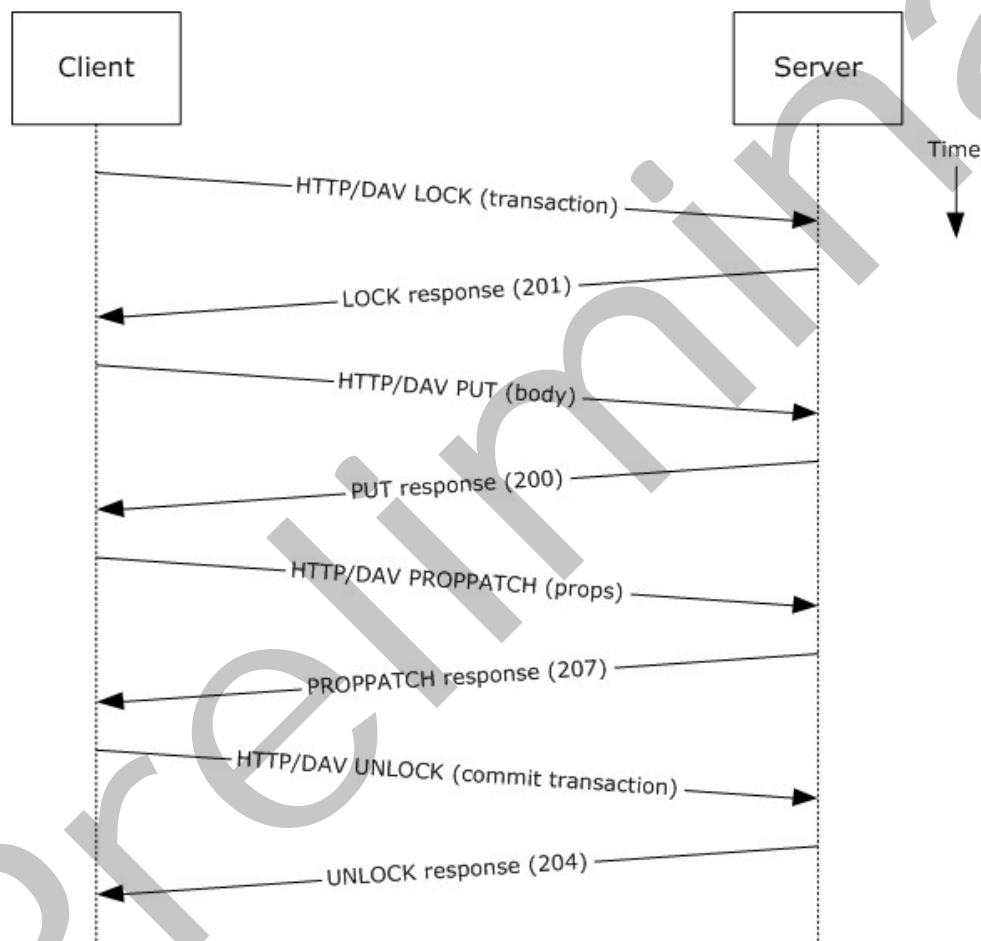 Client
Server
Time
HTTP/DAV LOCK (transaction)
LOCK response (201)
HTTP/DAV PUT (body)
PUT response (200)
HTTP/DAV PROPPATCH (props)
PROPPATCH response (207)
HTTP/DAV UNLOCK (commit transaction)
UNLOCK response (204)